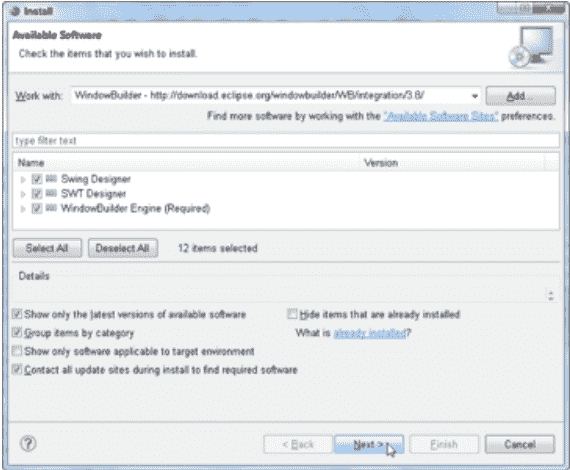 Install
Available Software
Check the items that you wish to install.
Work with: WindowBuilder - http://download.eclipse.org/windowbuilder/WB/integration/3.8/ Add...
Find more software by working with the "Available Software Sites" preferences.
type filter text
Name Version
Swing Designer
SWT Designer
WindowBuilder Engine (Required)
Select All Deselect All 12 items selected
Details
Show only the latest versions of available software Hide items that are already installed
Group items by category What is already installed?
Show only software applicable to target environment
Contact all update sites during install to find required software
? < Back Next > Finish Cancel